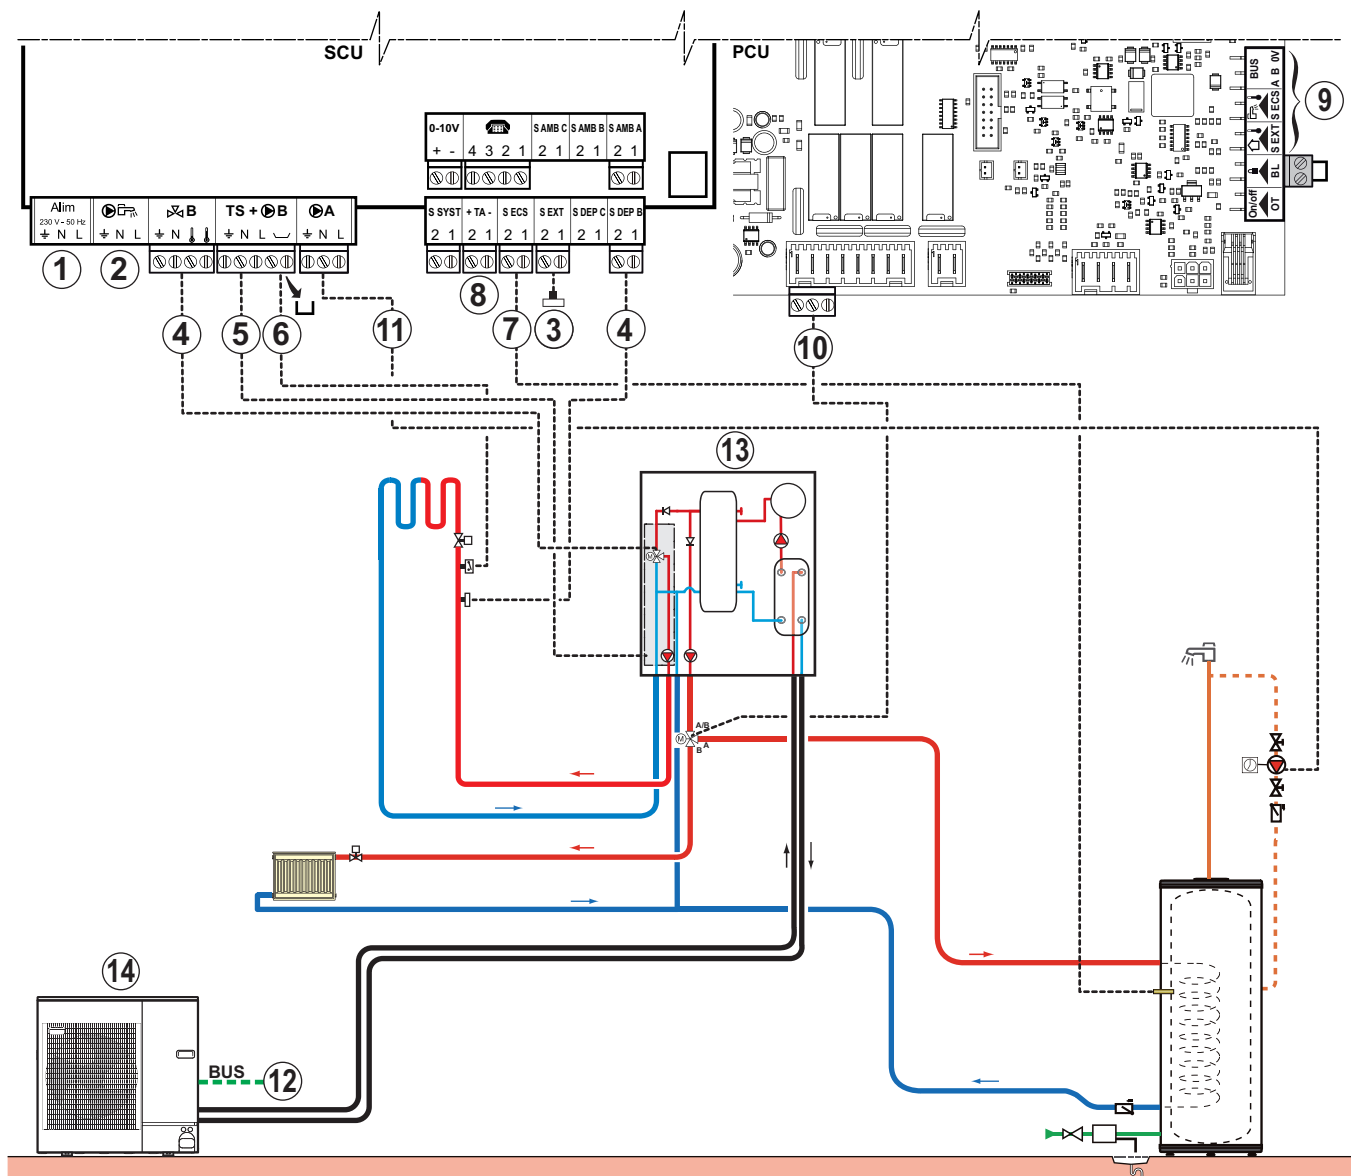 SCU
PCU
0-10V
+ -
4 3 2 1
S AMB C
2 1
S AMB B
2 1
S AMB A
2 1
Alim
230 V - 50 Hz
N L
N L
B
N
TS + B
N L
A
N L
S SYST
2 1
+ TA -
2 1
S ECS
2 1
S EXT
2 1
S DEP C
2 1
S DEP B
2 1
BUS
A B 0V
S ECS
S EXT
BL
On/off
OT
1
1
1
1
2
8
9
4
5
6
11
7
3
4
10
13
M
M
A/B
A
B
14
BUS
12